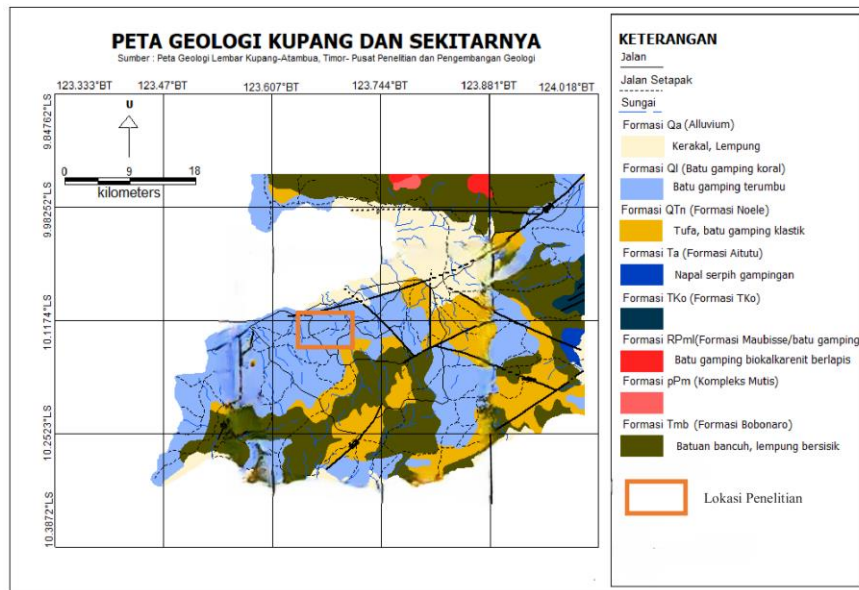 PETA GEOLOGI KUPANG DAN SEKITARNYA
Sumber : Peta Geologi Lembar Kupang-Atambua, Timor- Pusat Penelitian dan Pengembangan Geologi
123.333°BT 123.47°BT 123.607°BT 123.744°BT 123.881°BT 124.018°BT
9.84762°LS
9.98252°LS
10.1174°LS
10.2523°LS
10.3872°LS
U
0 9 18
kilometers
KETERANGAN
Jalan
Jalan Setapak
Sungai
Formasi Qa (Alluvium)
Kerakal, Lempung
Formasi Ql (Batu gamping koral)
Batu gamping terumbu
Formasi QTn (Formasi Noele)
Tufa, batu gamping klastik
Formasi Ta (Formasi Aitutu)
Napal serpih gampingan
Formasi TKo (Formasi TKo)
Formasi RPml(Formasi Maubisse/batu gamping
Batu gamping biokalkarenit berlapis
Formasi pPm (Kompleks Mutis)
Formasi Tmb (Formasi Bobonaro)
Batuan bancuh, lempung bersisik
Lokasi Penelitian